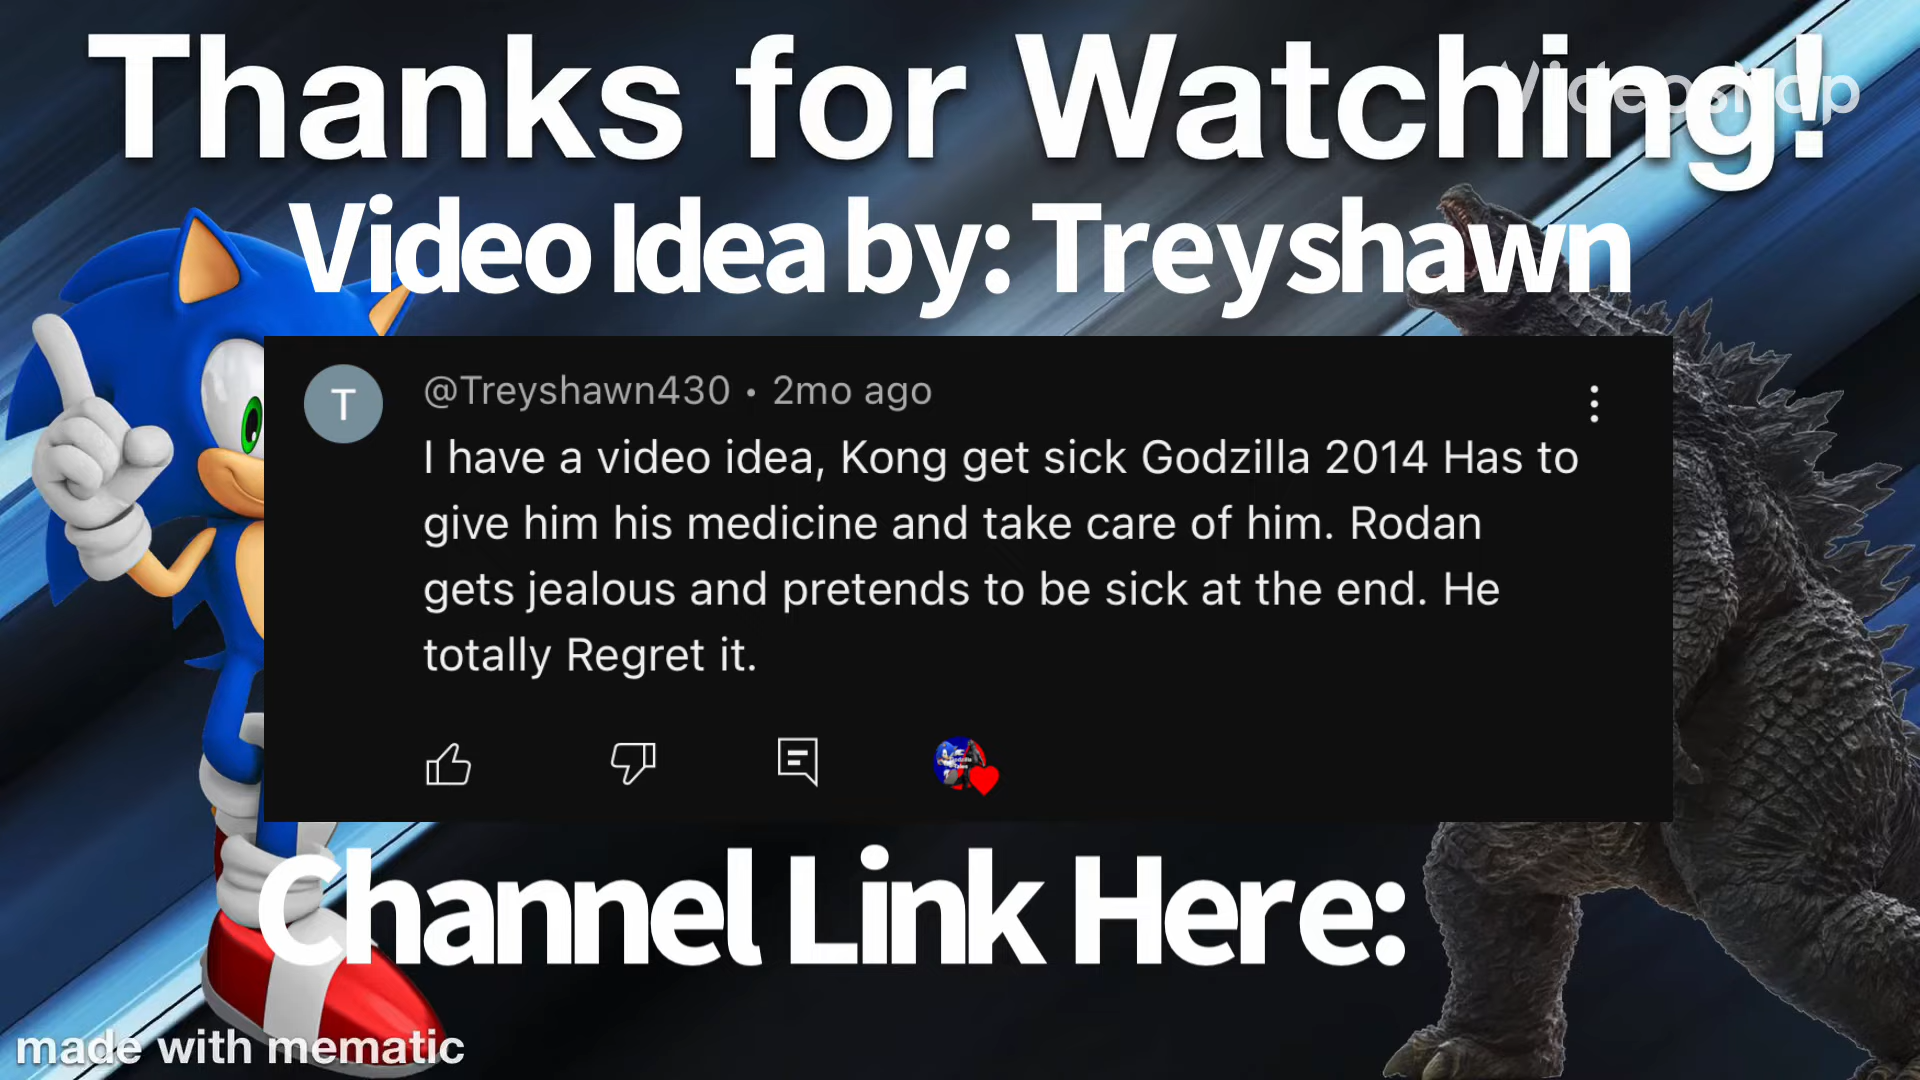 Thanks for Watching!
Videoshop
Video Idea by: Treyshawn
T
@Treyshawn430 • 2mo ago
I have a video idea, Kong get sick Godzilla 2014 Has to
give him his medicine and take care of him. Rodan
gets jealous and pretends to be sick at the end. He
totally Regret it.
Channel Link Here:
made with mematic